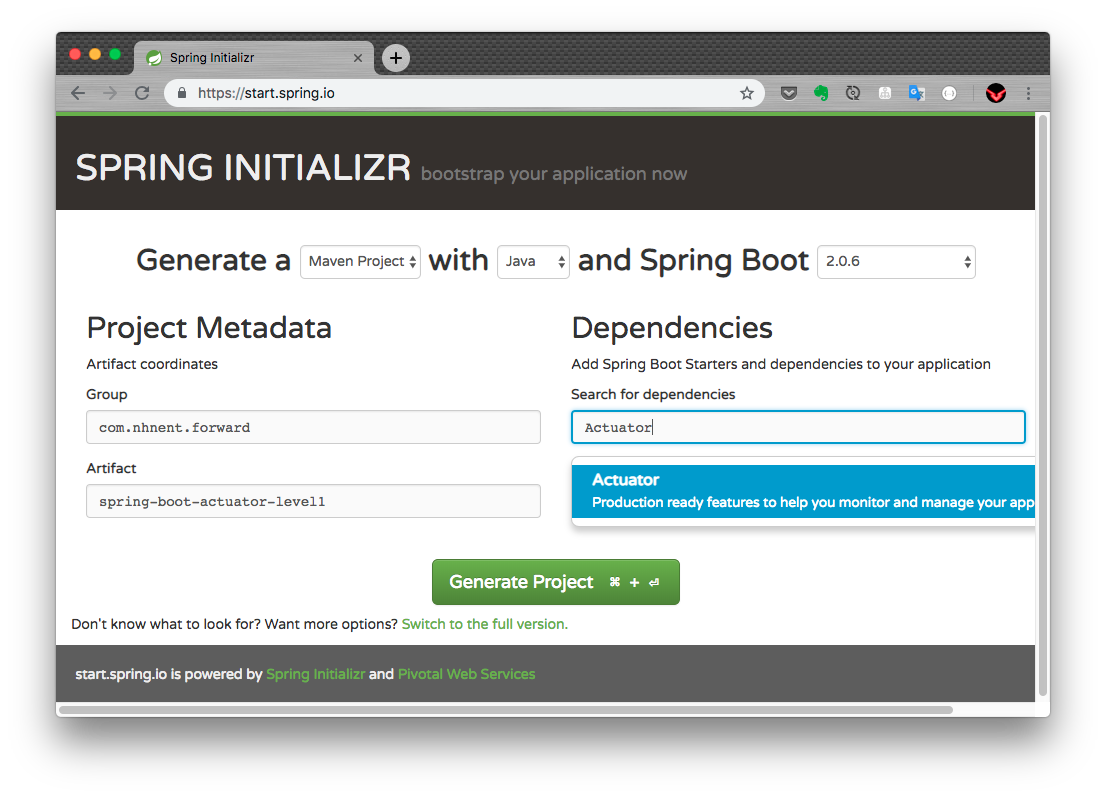 Spring Initializr
https://start.spring.io
SPRING INITIALIZR bootstrap your application now
Generate a Maven Project with Java and Spring Boot 2.0.6
Project Metadata
Artifact coordinates
Group
com.nhnent.forward
Artifact
spring-boot-actuator-level1
Dependencies
Add Spring Boot Starters and dependencies to your application
Search for dependencies
Actuator
Actuator
Production ready features to help you monitor and manage your app
Generate Project ⌘ + ⏎
Don't know what to look for? Want more options? Switch to the full version.
start.spring.io is powered by Spring Initializr and Pivotal Web Services